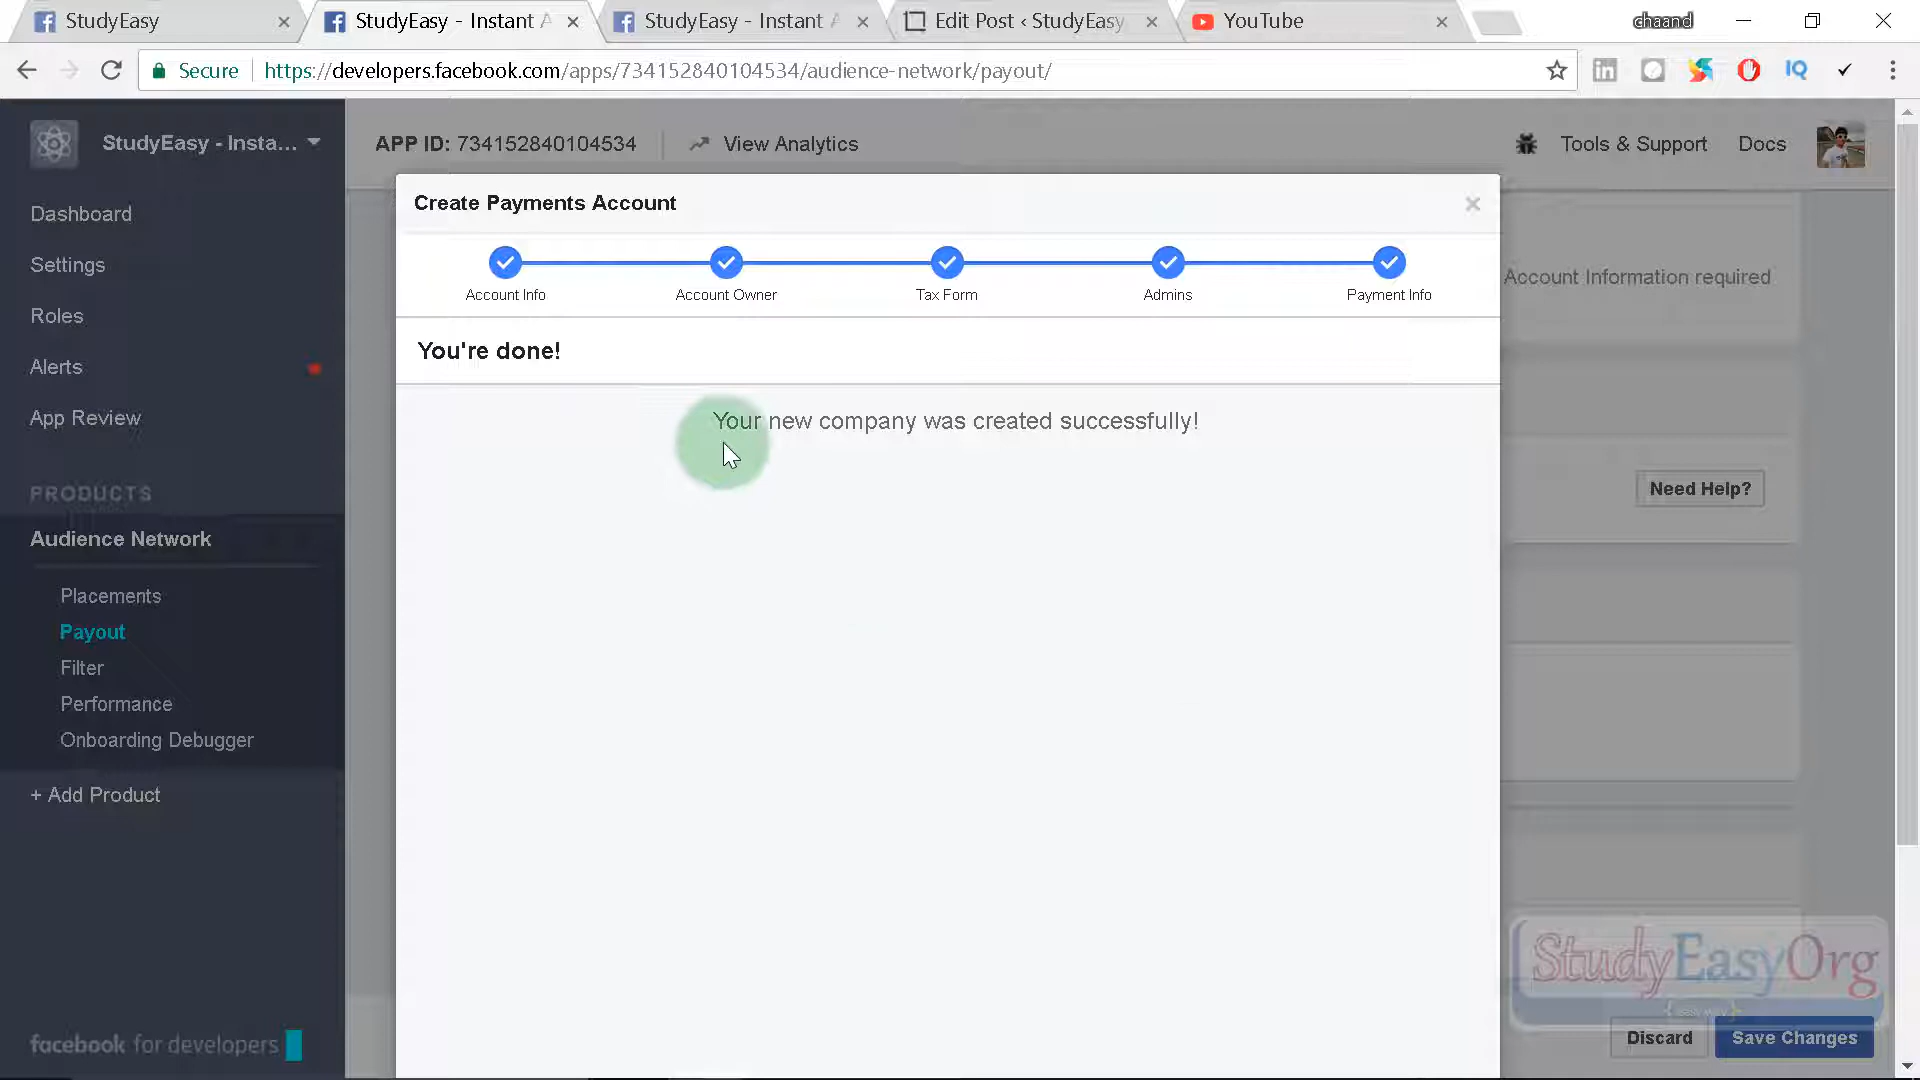 StudyEasy
StudyEasy - Instant A
StudyEasy - Instant A
Edit Post ‹ StudyEasy
YouTube
chaand
Secure
https://developers.facebook.com/apps/734152840104534/audience-network/payout/
IQ
StudyEasy - Insta...
APP ID: 734152840104534
View Analytics
Tools & Support
Docs
Dashboard
Settings
Roles
Alerts
App Review
PRODUCTS
Audience Network
Placements
Payout
Filter
Performance
Onboarding Debugger
+ Add Product
facebook for developers
Create Payments Account
Account Info
Account Owner
Tax Form
Admins
Payment Info
You're done!
Your new company was created successfully!
Account Information required
Need Help?
StudyEasyOrg
Discard
Save Changes